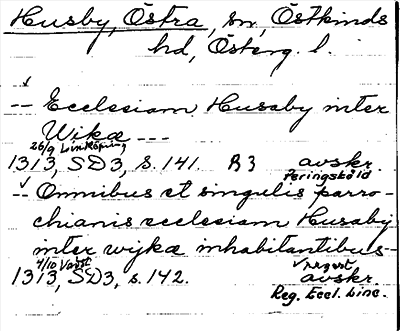 Husby, Östra, sn, Östkinds
hd, Österg. l.
-- Ecclesiam Husaby inter
Wika ---
26/9 Linköping
1313, SD3, s. 141. B3 avskr.
Peringsköld
-- Omnibus et singulis parro-
chianis ecclesiam Husaby
inter wyka inhabitantibus-
4/10
1313, SD3, s. 142. avskr.
Reg. Eccl. Linc.